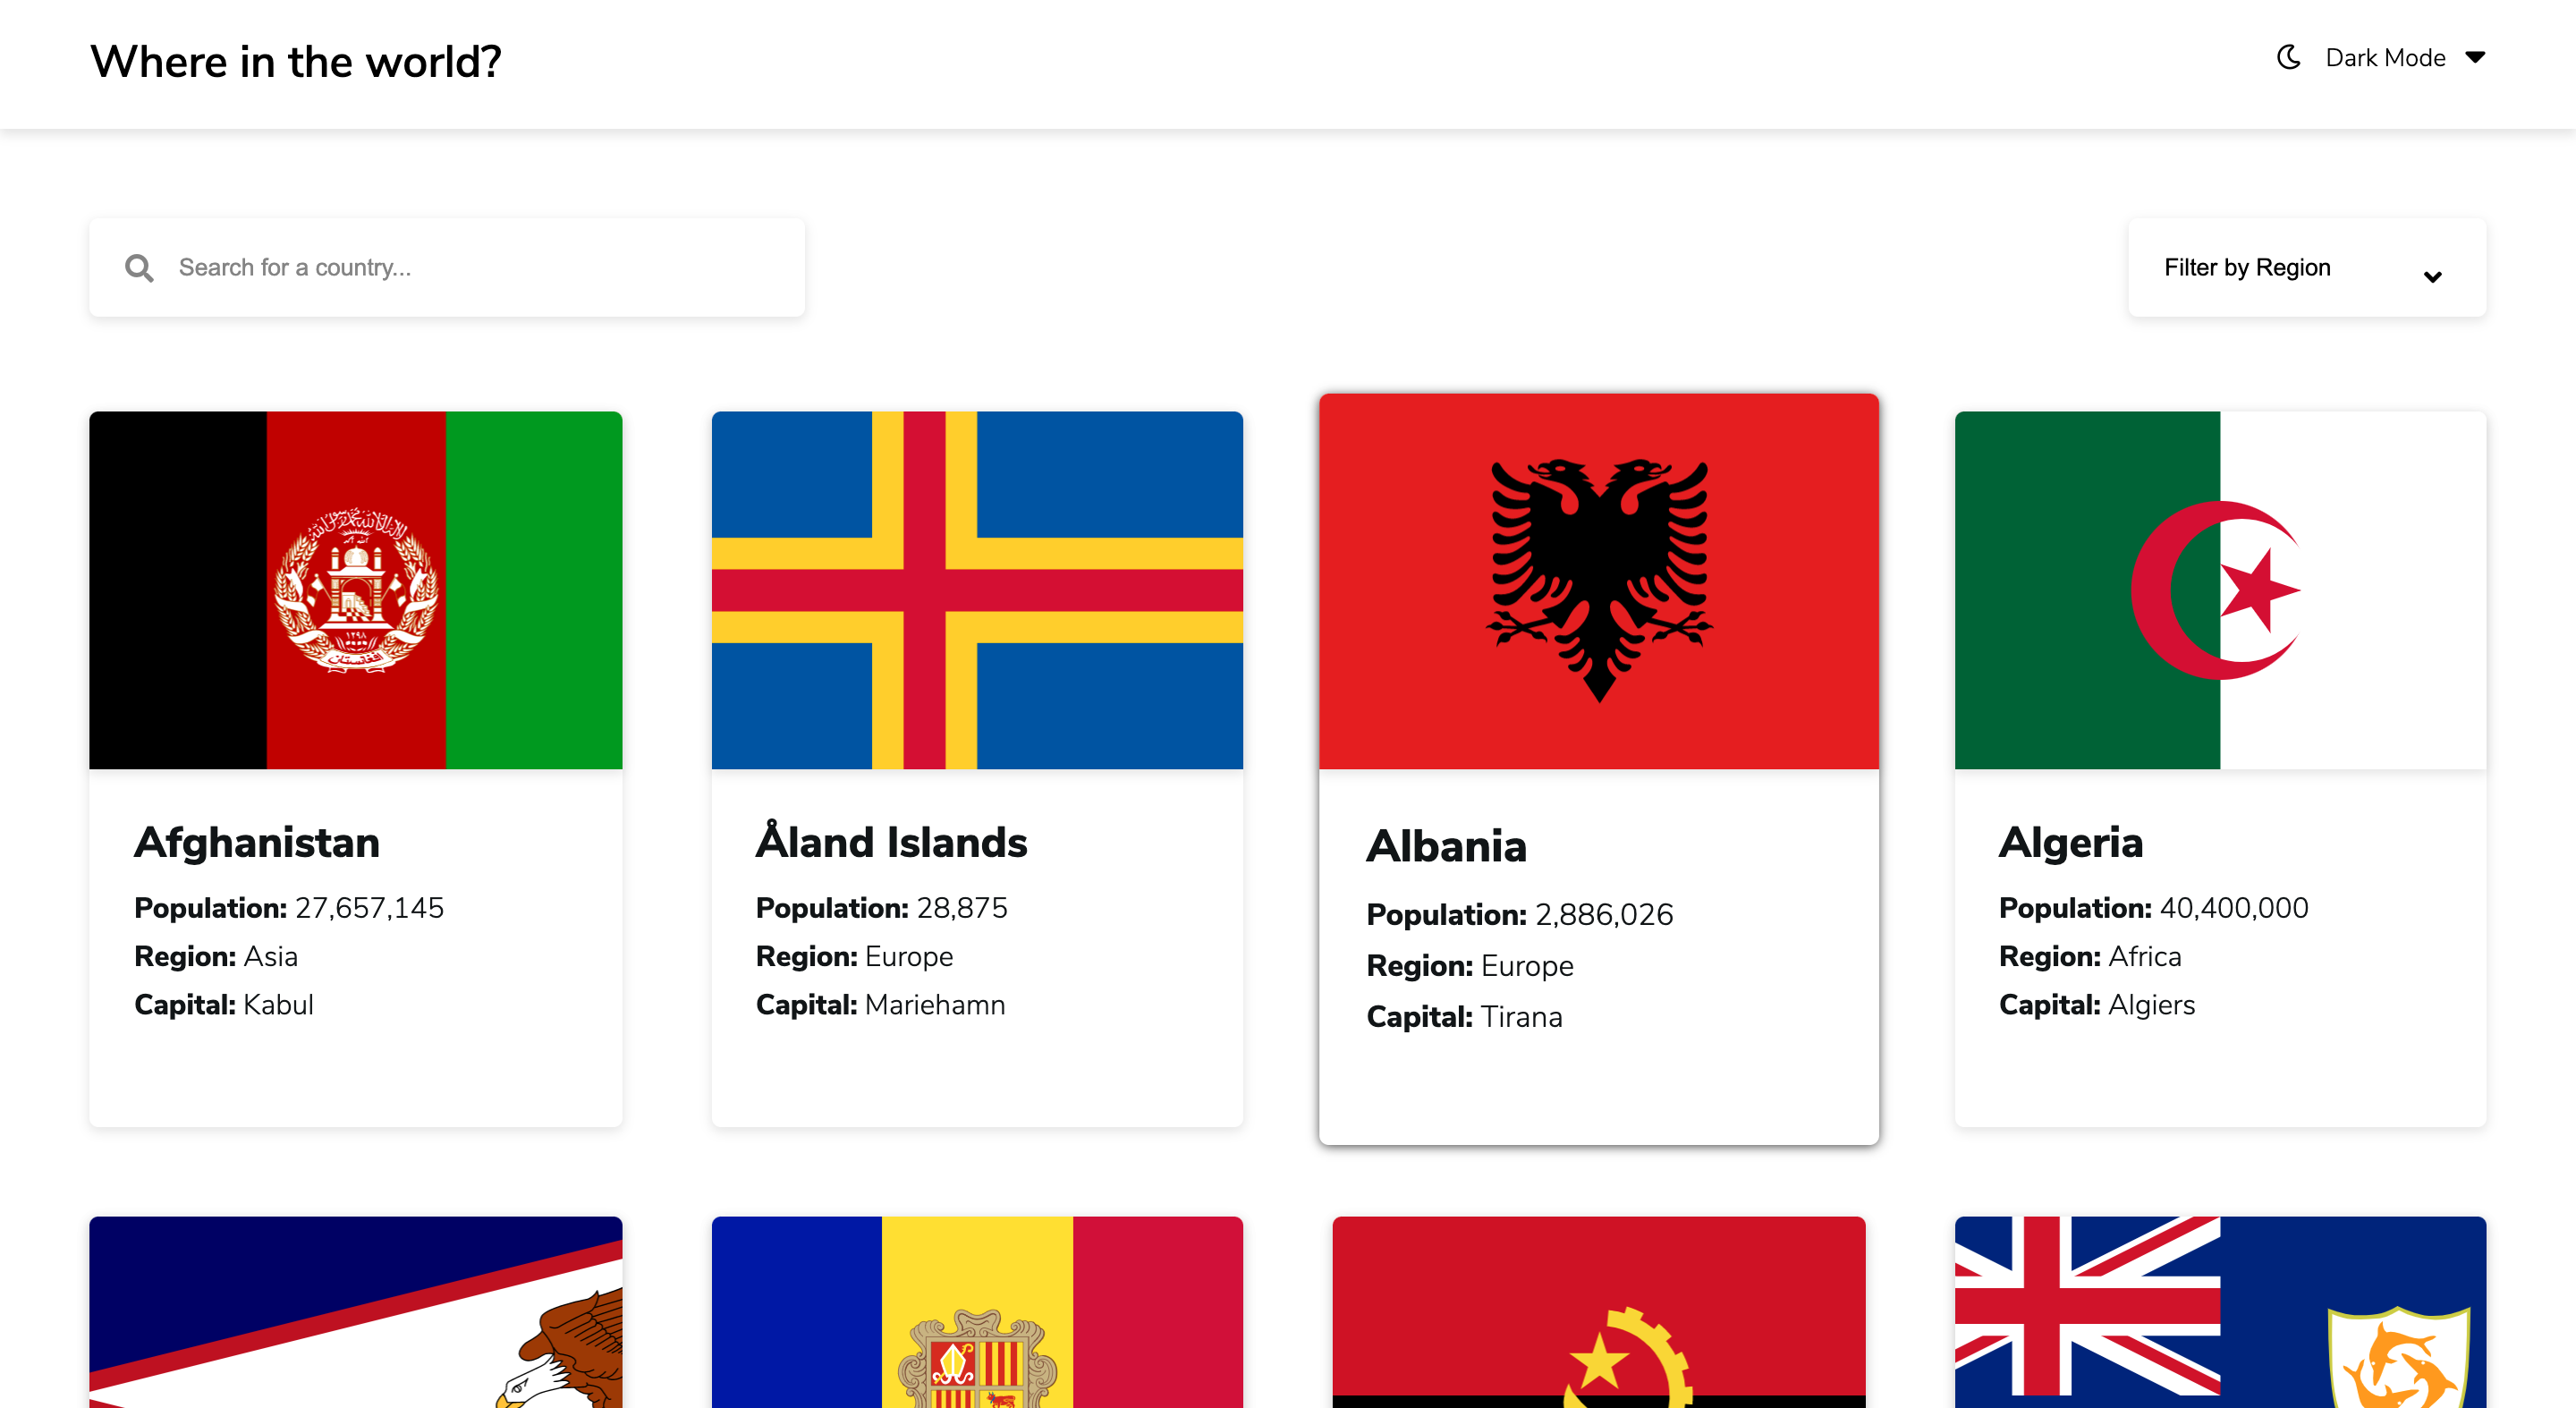 Where in the world?
Dark Mode
Search for a country...
Filter by Region
Afghanistan
Population: 27,657,145
Region: Asia
Capital: Kabul
Åland Islands
Population: 28,875
Region: Europe
Capital: Mariehamn
Albania
Population: 2,886,026
Region: Europe
Capital: Tirana
Algeria
Population: 40,400,000
Region: Africa
Capital: Algiers